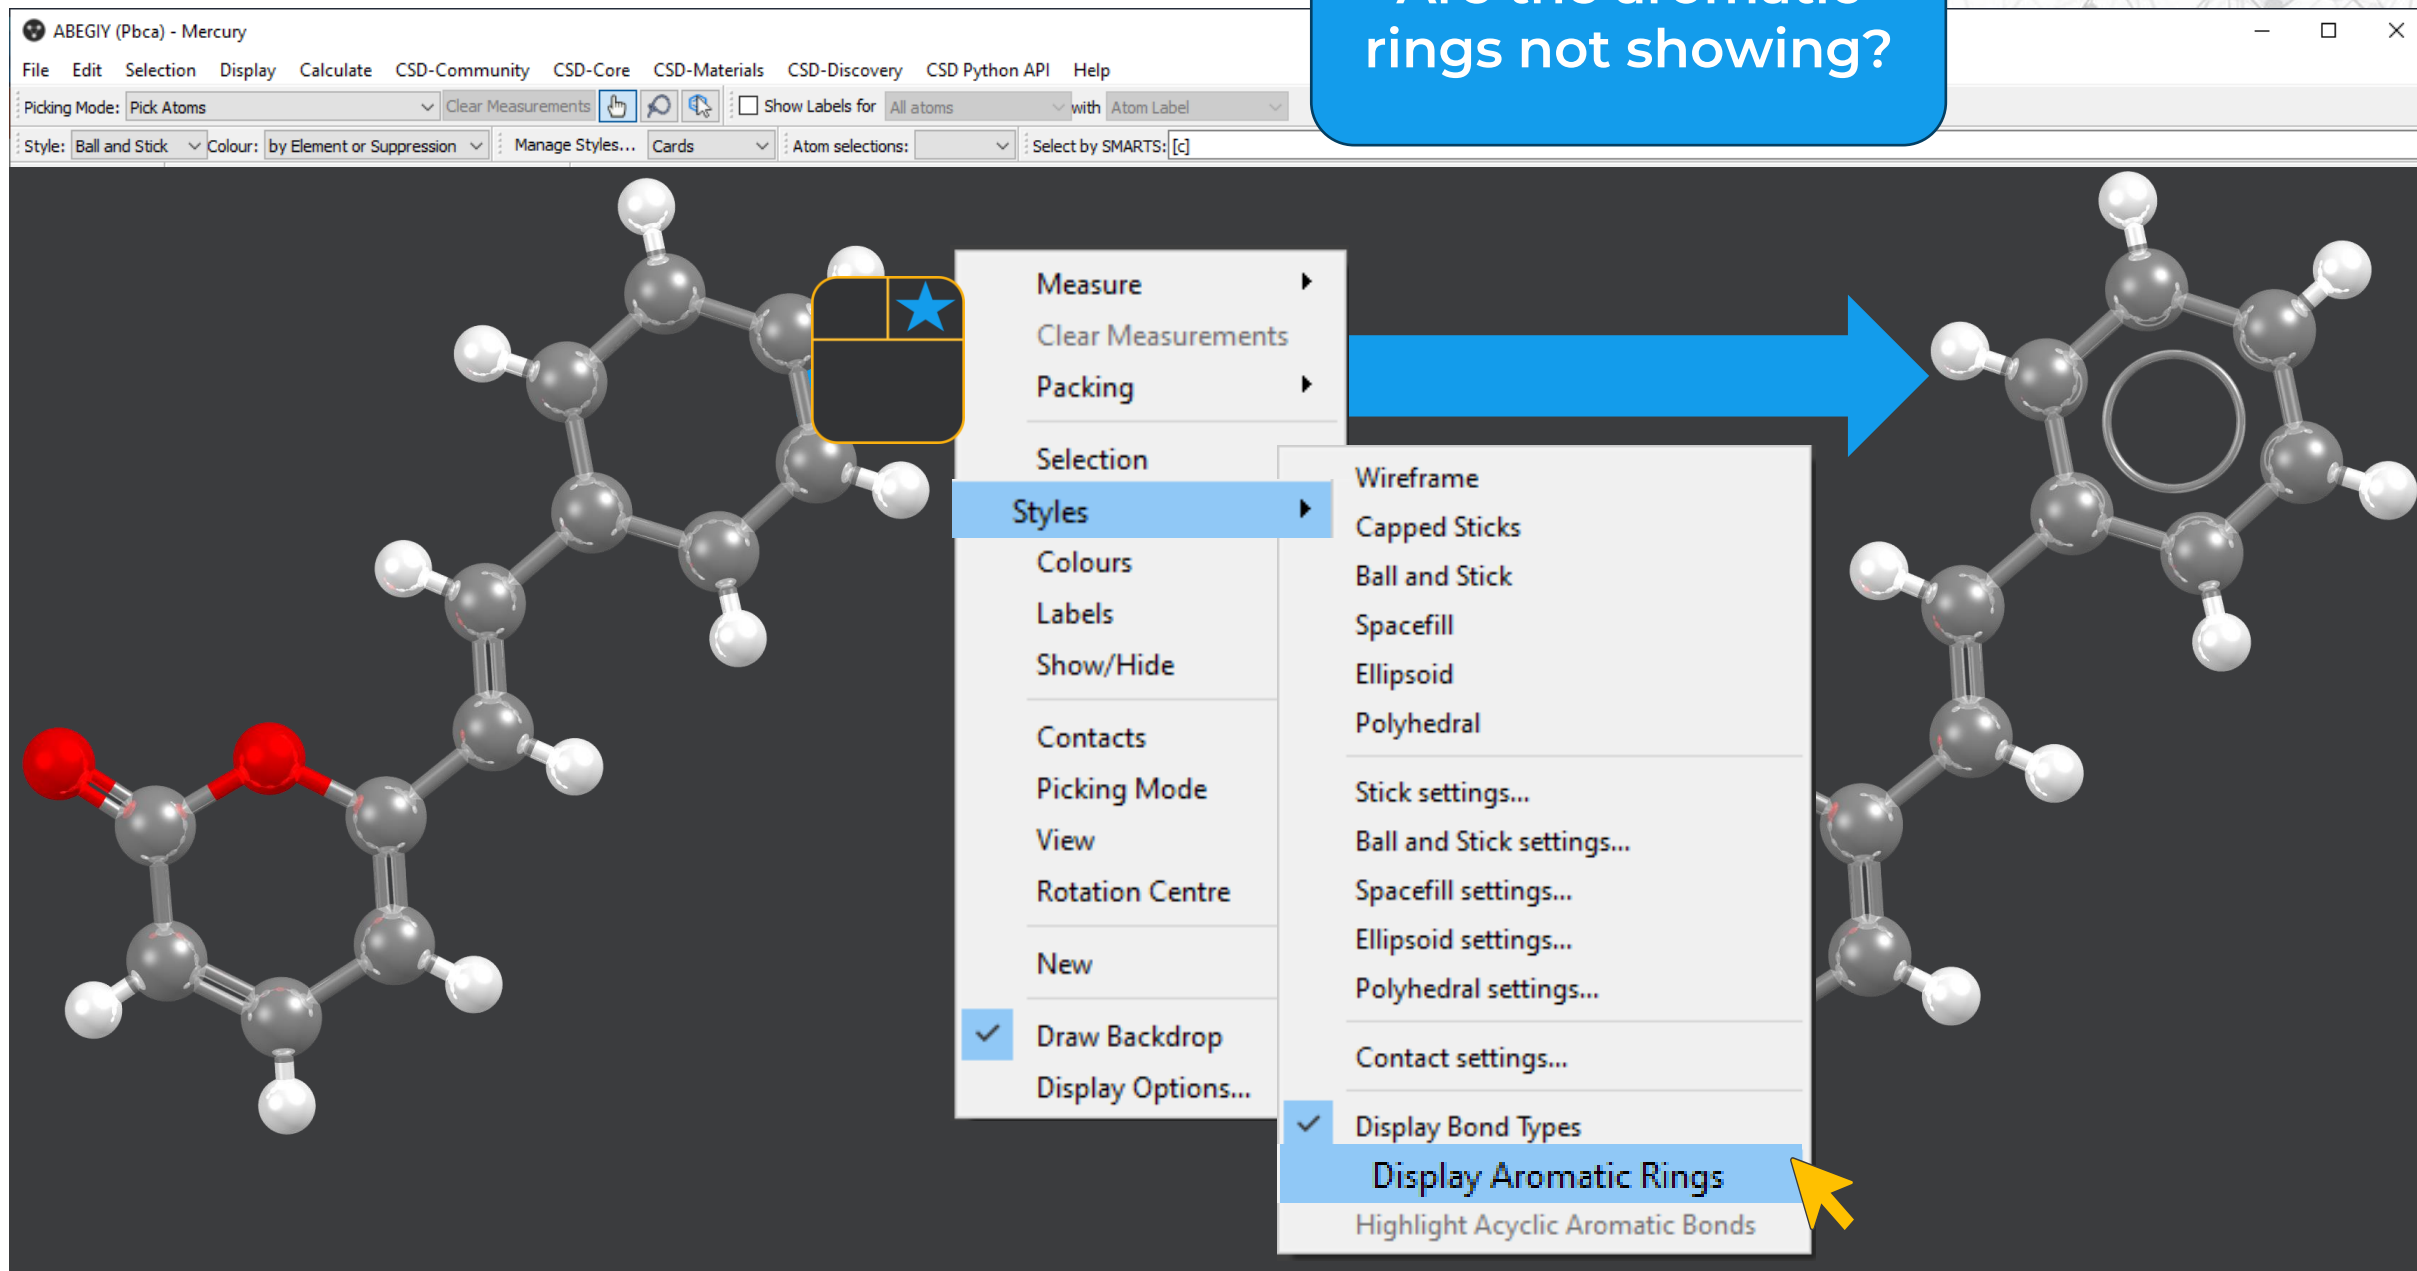 Are the aromatic
rings not showing?
ABEGIY (Pbca) - Mercury
File Edit Selection Display Calculate CSD-Community CSD-Core CSD-Materials CSD-Discovery CSD Python API Help
Picking Mode: Pick Atoms Clear Measurements Show Labels for All atoms with Atom Label
Style: Ball and Stick Colour: by Element or Suppression Manage Styles... Cards Atom selections: Select by SMARTS: [c]
Measure
Clear Measurements
Packing
Selection
Styles
Colours
Labels
Show/Hide
Contacts
Picking Mode
View
Rotation Centre
New
Draw Backdrop
Display Options...
Wireframe
Capped Sticks
Ball and Stick
Spacefill
Ellipsoid
Polyhedral
Stick settings...
Ball and Stick settings...
Spacefill settings...
Ellipsoid settings...
Polyhedral settings...
Contact settings...
Display Bond Types
Display Aromatic Rings
Highlight Acyclic Aromatic Bonds